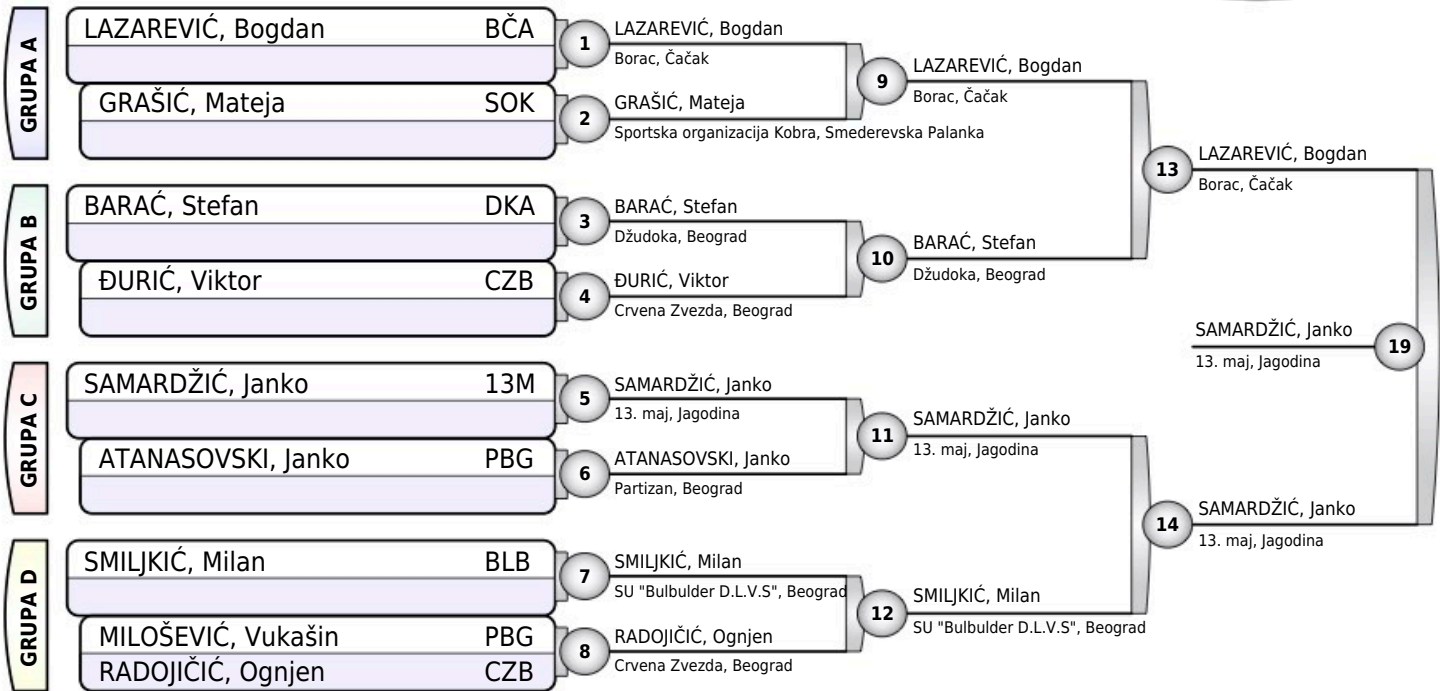 GRUPA A
LAZAREVIĆ, Bogdan BČA
GRAŠIĆ, Mateja SOK
1
LAZAREVIĆ, Bogdan
Borac, Čačak
2
GRAŠIĆ, Mateja
Sportska organizacija Kobra, Smederevska Palanka
9
LAZAREVIĆ, Bogdan
Borac, Čačak
GRUPA B
BARAĆ, Stefan DKA
ĐURIĆ, Viktor CZB
3
BARAĆ, Stefan
Džudoka, Beograd
4
ĐURIĆ, Viktor
Crvena Zvezda, Beograd
10
BARAĆ, Stefan
Džudoka, Beograd
13
LAZAREVIĆ, Bogdan
Borac, Čačak
GRUPA C
SAMARDŽIĆ, Janko 13M
ATANASOVSKI, Janko PBG
5
SAMARDŽIĆ, Janko
13. maj, Jagodina
6
ATANASOVSKI, Janko
Partizan, Beograd
11
SAMARDŽIĆ, Janko
13. maj, Jagodina
GRUPA D
SMILJKIĆ, Milan BLB
MILOŠEVIĆ, Vukašin PBG
RADOJIČIĆ, Ognjen CZB
7
SMILJKIĆ, Milan
SU "Bulbulder D.L.V.S", Beograd
8
RADOJIČIĆ, Ognjen
Crvena Zvezda, Beograd
12
SMILJKIĆ, Milan
SU "Bulbulder D.L.V.S", Beograd
14
SAMARDŽIĆ, Janko
13. maj, Jagodina
SAMARDŽIĆ, Janko
13. maj, Jagodina
19